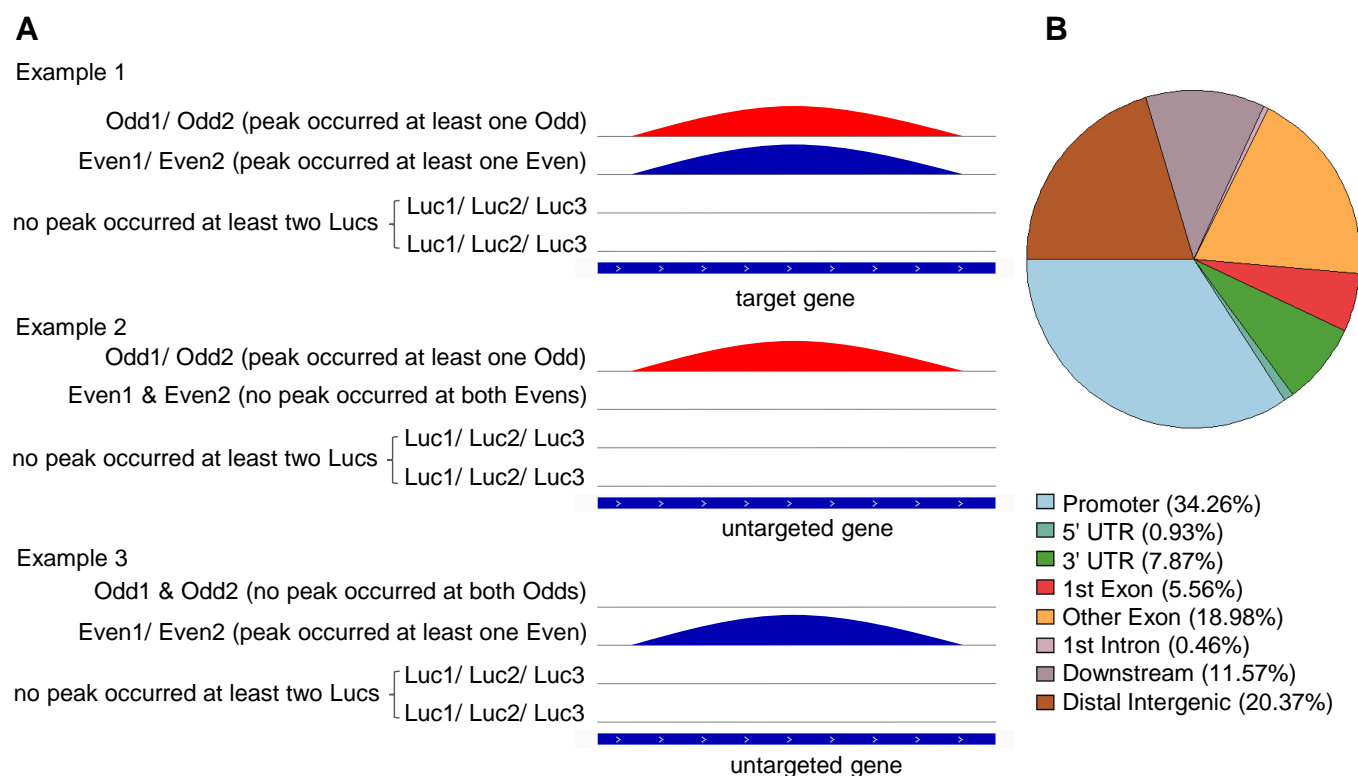 A
Example 1
Odd1/ Odd2 (peak occurred at least one Odd)
Even1/ Even2 (peak occurred at least one Even)
no peak occurred at least two Lucs
Luc1/ Luc2/ Luc3
Luc1/ Luc2/ Luc3
target gene
Example 2
Odd1/ Odd2 (peak occurred at least one Odd)
Even1 & Even2 (no peak occurred at both Evens)
no peak occurred at least two Lucs
Luc1/ Luc2/ Luc3
Luc1/ Luc2/ Luc3
untargeted gene
Example 3
Odd1 & Odd2 (no peak occurred at both Odds)
Even1/ Even2 (peak occurred at least one Even)
no peak occurred at least two Lucs
Luc1/ Luc2/ Luc3
Luc1/ Luc2/ Luc3
untargeted gene
B
Promoter (34.26%)
5' UTR (0.93%)
3' UTR (7.87%)
1st Exon (5.56%)
Other Exon (18.98%)
1st Intron (0.46%)
Downstream (11.57%)
Distal Intergenic (20.37%)